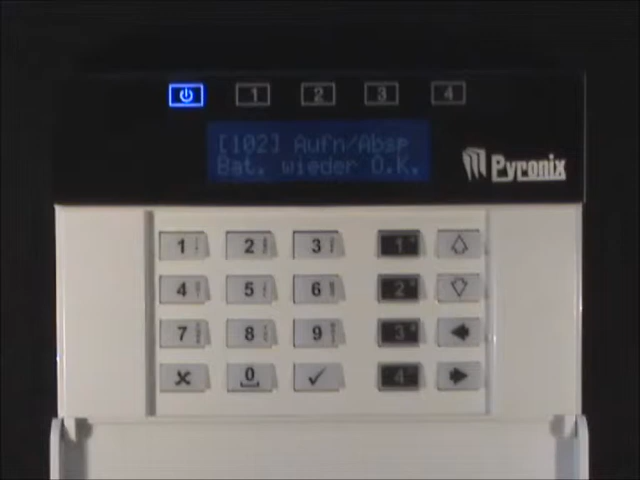 1 2 3 4
[102] Aufn/Absp
Bat. wieder O.K.
Pyronix
1 2 3 1
4 5 6 2
7 8 9 3
0 4